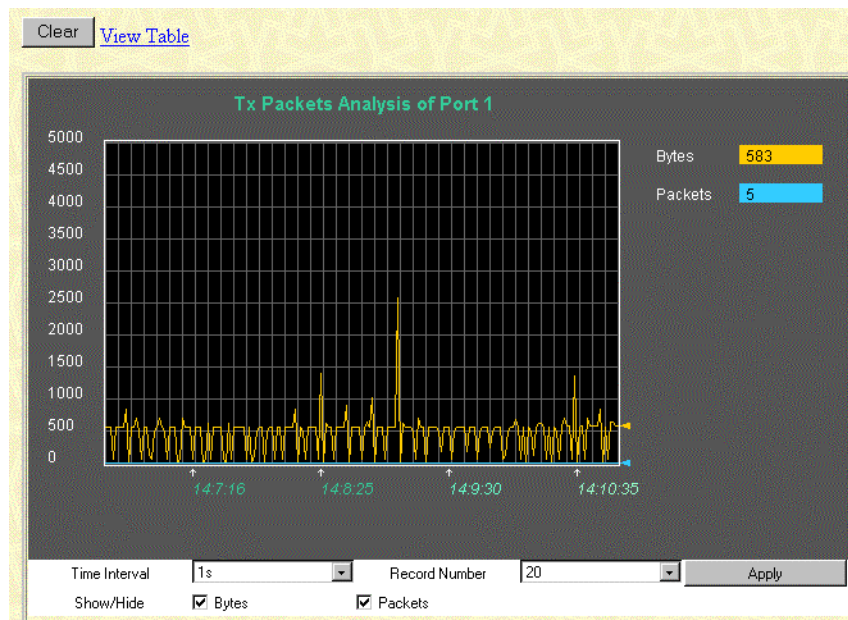 Clear View Table
Tx Packets Analysis of Port 1
5000
4500
4000
3500
3000
2500
2000
1500
1000
500
0
14:7:16 14:8:25 14:9:30 14:10:35
Bytes 583
Packets 5
Time Interval 1s Record Number 20 Apply
Show/Hide Bytes Packets